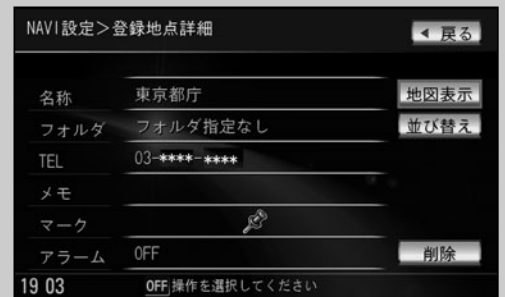 NAVI設定＞登録地点詳細
◀ 戻る
名称 東京都庁 地図表示
フォルダ フォルダ指定なし 並び替え
TEL 03-****-****
メモ
マーク
アラーム OFF 削除
19 03 OFF 操作を選択してください